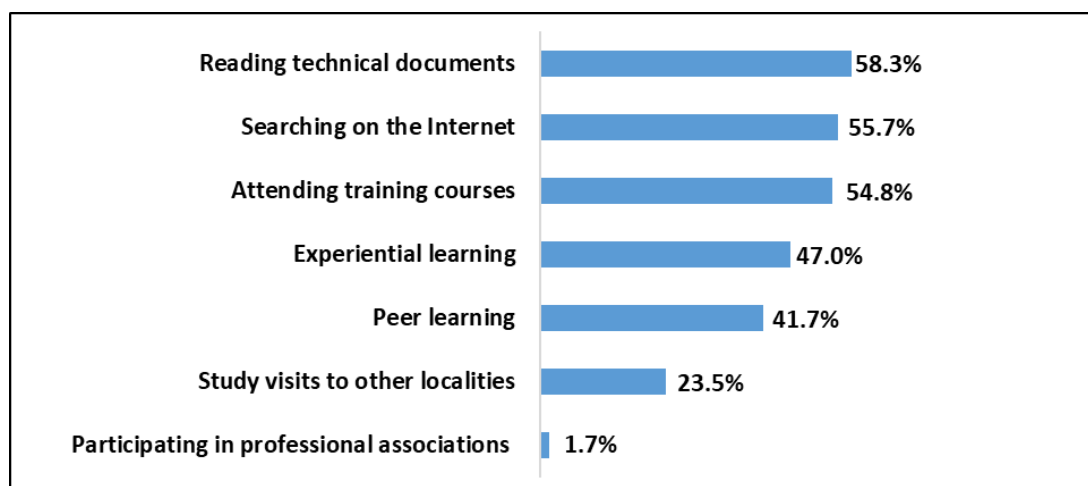 Reading technical documents 58.3%
Searching on the Internet 55.7%
Attending training courses 54.8%
Experiential learning 47.0%
Peer learning 41.7%
Study visits to other localities 23.5%
Participating in professional associations 1.7%